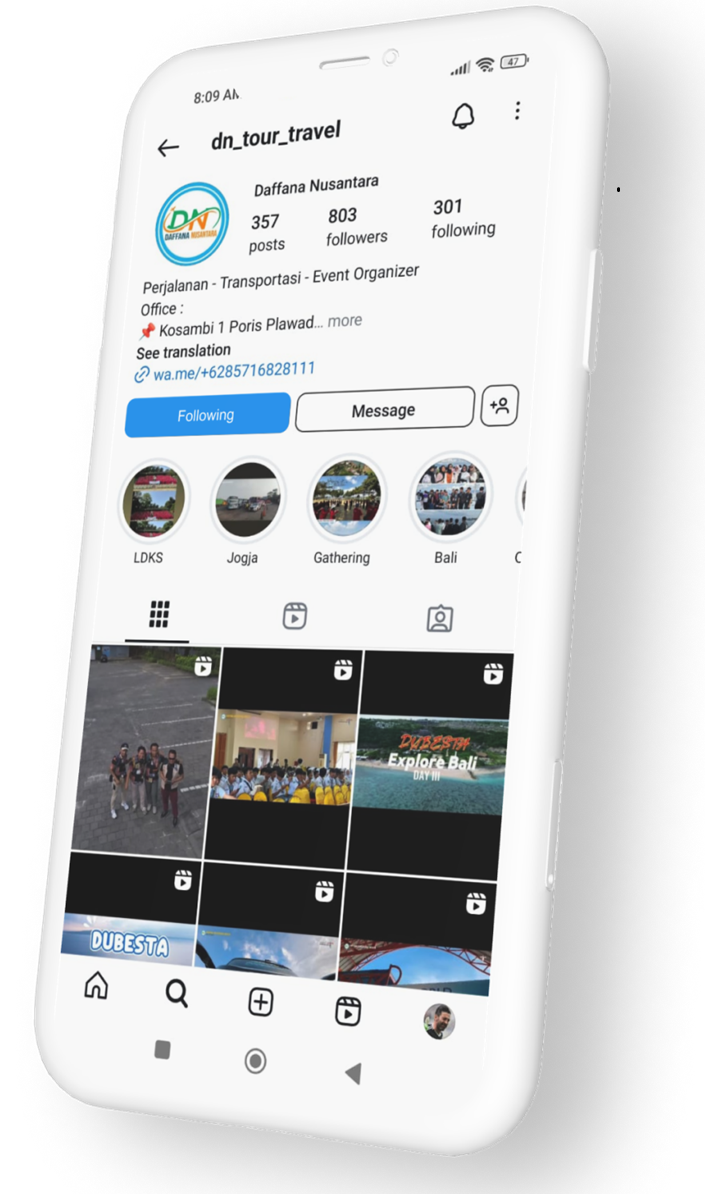 8:09 AM
47
dn_tour_travel
DN
DAFFANA NUSANTARA
Daffana Nusantara
357 803 301
posts followers following
Perjalanan - Transportasi - Event Organizer
Office :
📌 Kosambi 1 Poris Plawad... more
See translation
wa.me/+6285716828111
Following Message
LDKS Jogja Gathering Bali C
DUBESTA
Explore Bali
DAY III
DUBESTA